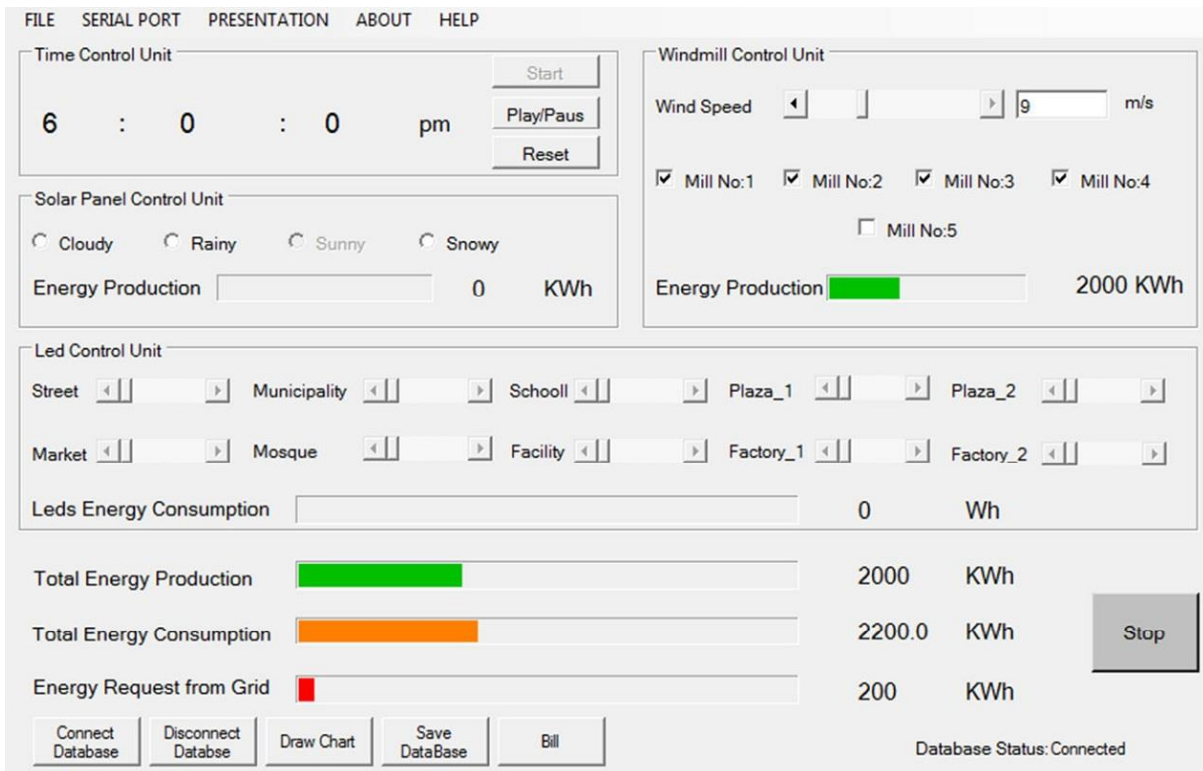 FILE SERIAL PORT PRESENTATION ABOUT HELP
Time Control Unit
Start
6 : 0 : 0 pm
Play/Paus
Reset
Windmill Control Unit
Wind Speed 9 m/s
Mill No:1 Mill No:2 Mill No:3 Mill No:4
Mill No:5
Energy Production 2000 KWh
Solar Panel Control Unit
Cloudy Rainy Sunny Snowy
Energy Production 0 KWh
Led Control Unit
Street Municipality Schooll Plaza_1 Plaza_2
Market Mosque Facility Factory_1 Factory_2
Leds Energy Consumption 0 Wh
Total Energy Production 2000 KWh
Total Energy Consumption 2200.0 KWh
Stop
Energy Request from Grid 200 KWh
Connect Database
Disconnect Databse
Draw Chart
Save DataBase
Bill
Database Status: Connected